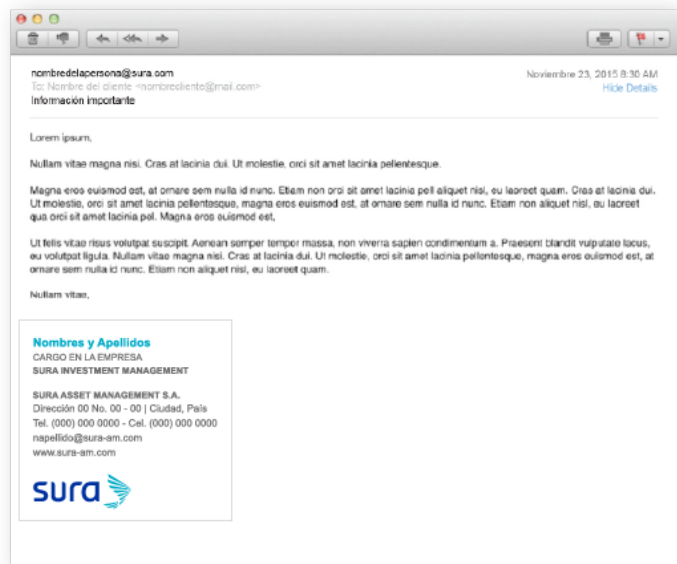 nombredelapersona@sura.com
Noviembre 23, 2015 8:30 AM
To: Nombre del cliente <nombrecliente@mail.com>
Hide Details
Información importante
Lorem ipsum,
Nullam vitae magna nisi. Cras at lacinia dui. Ut molestie, orci sit amet lacinia pellentesque.
Magna eros euismod est, at ornare sem nulla id nunc. Etiam non orci sit amet lacinia pell aliquet nisl, eu laoreet quam. Cras at lacinia dui.
Ut molestie, orci sit amet lacinia pellentesque, magna eros euismod est, at ornare sem nulla id nunc. Etiam non aliquet nisl, eu laoreet
qua orci sit amet lacinia pel. Magna eros euismod est,
Ut felis vitae risus volutpat suscipit. Aenean semper tempor massa, non viverra sapien condimentum a. Praesent blandit vulputate lacus,
eu volutpat ligula. Nullam vitae magna nisi. Cras at lacinia dui. Ut molestie, orci sit amet lacinia pellentesque, magna eros euismod est, at
ornare sem nulla id nunc. Etiam non aliquet nisl, eu laoreet quam.
Nullam vitae,
Nombres y Apellidos
CARGO EN LA EMPRESA
SURA INVESTMENT MANAGEMENT
SURA ASSET MANAGEMENT S.A.
Dirección 00 No. 00 - 00 | Ciudad, País
Tel. (000) 000 0000 - Cel. (000) 000 0000
napellido@sura-am.com
www.sura-am.com
sura